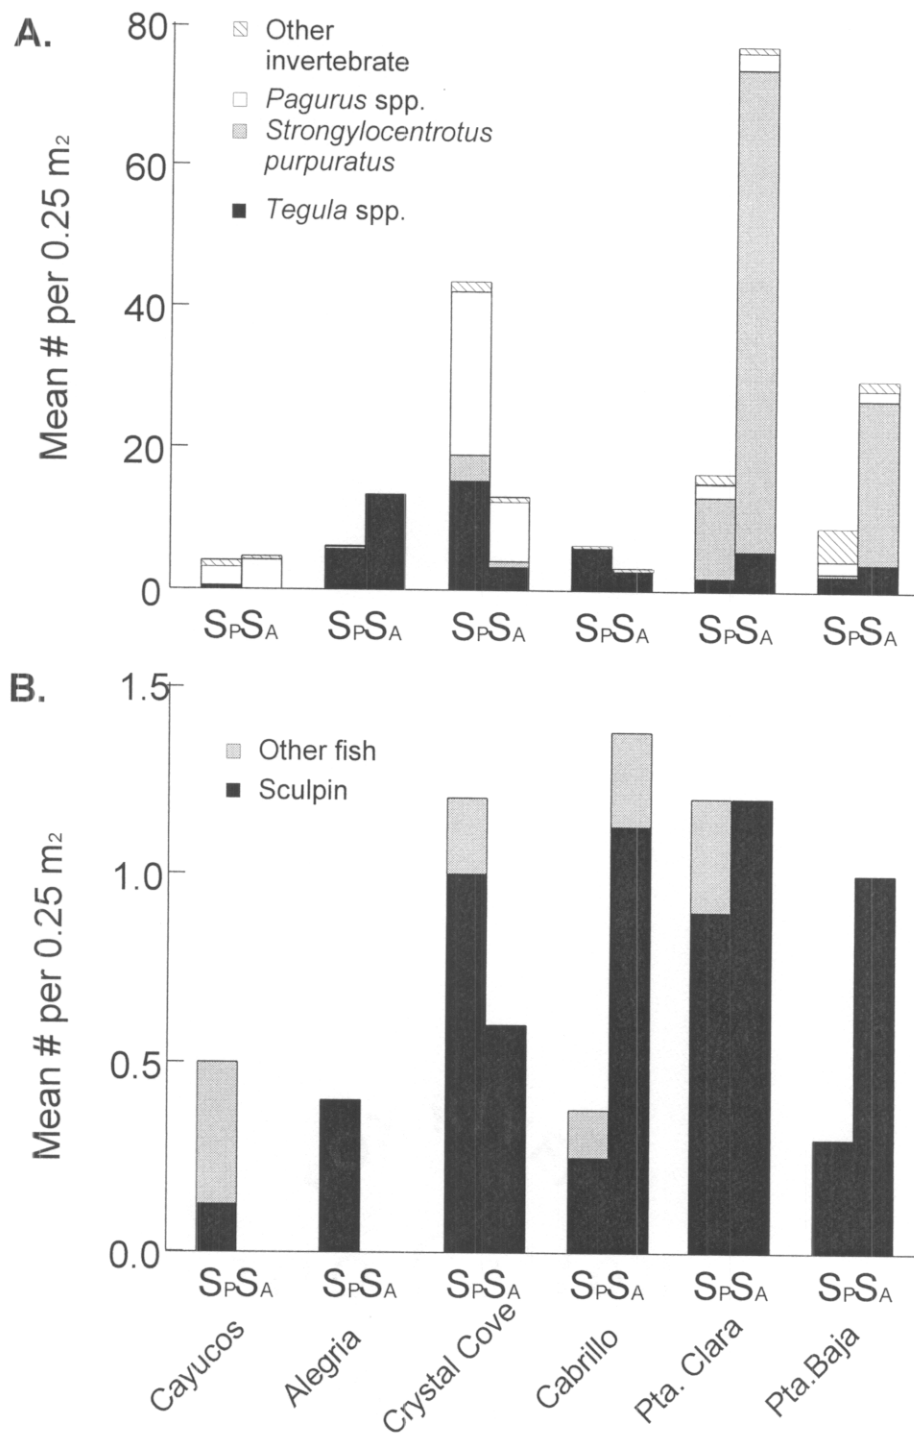 A.
Mean # per 0.25 m2
80
60
40
20
0
Other
invertebrate
Pagurus spp.
Strongylocentrotus
purpuratus
Tegula spp.
SPSA
SPSA
SPSA
SPSA
SPSA
SPSA
B.
Mean # per 0.25 m2
1.5
1.0
0.5
0.0
Other fish
Sculpin
SPSA
SPSA
SPSA
SPSA
SPSA
SPSA
Cayucos
Alegria
Crystal Cove
Cabrillo
Pta. Clara
Pta.Baja